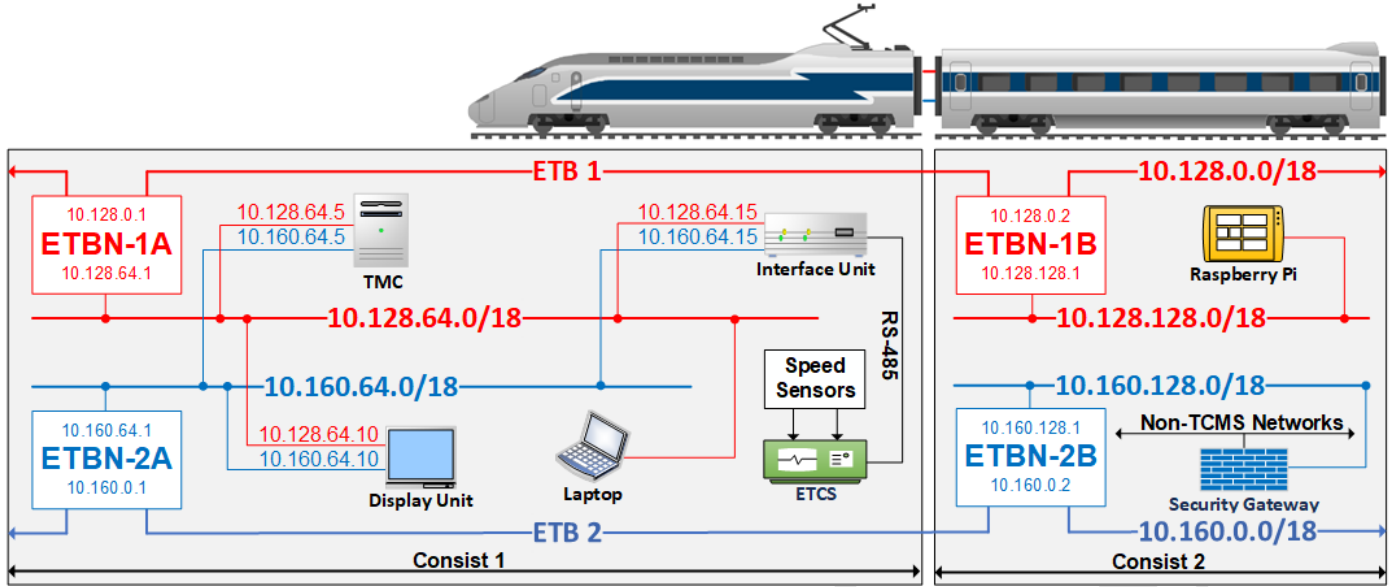 ETB 1
10.128.0.0/18
10.128.0.1
ETBN-1A
10.128.64.1
10.128.64.5
10.160.64.5
TMC
10.128.64.15
10.160.64.15
Interface Unit
10.128.0.2
ETBN-1B
10.128.128.1
Raspberry Pi
10.128.64.0/18
10.128.128.0/18
RS-485
Speed
Sensors
10.160.64.0/18
10.160.128.0/18
10.160.64.1
ETBN-2A
10.160.0.1
10.128.64.10
10.160.64.10
Display Unit
Laptop
ETCS
10.160.128.1
ETBN-2B
10.160.0.2
Non-TCMS Networks
Security Gateway
ETB 2
10.160.0.0/18
Consist 1
Consist 2